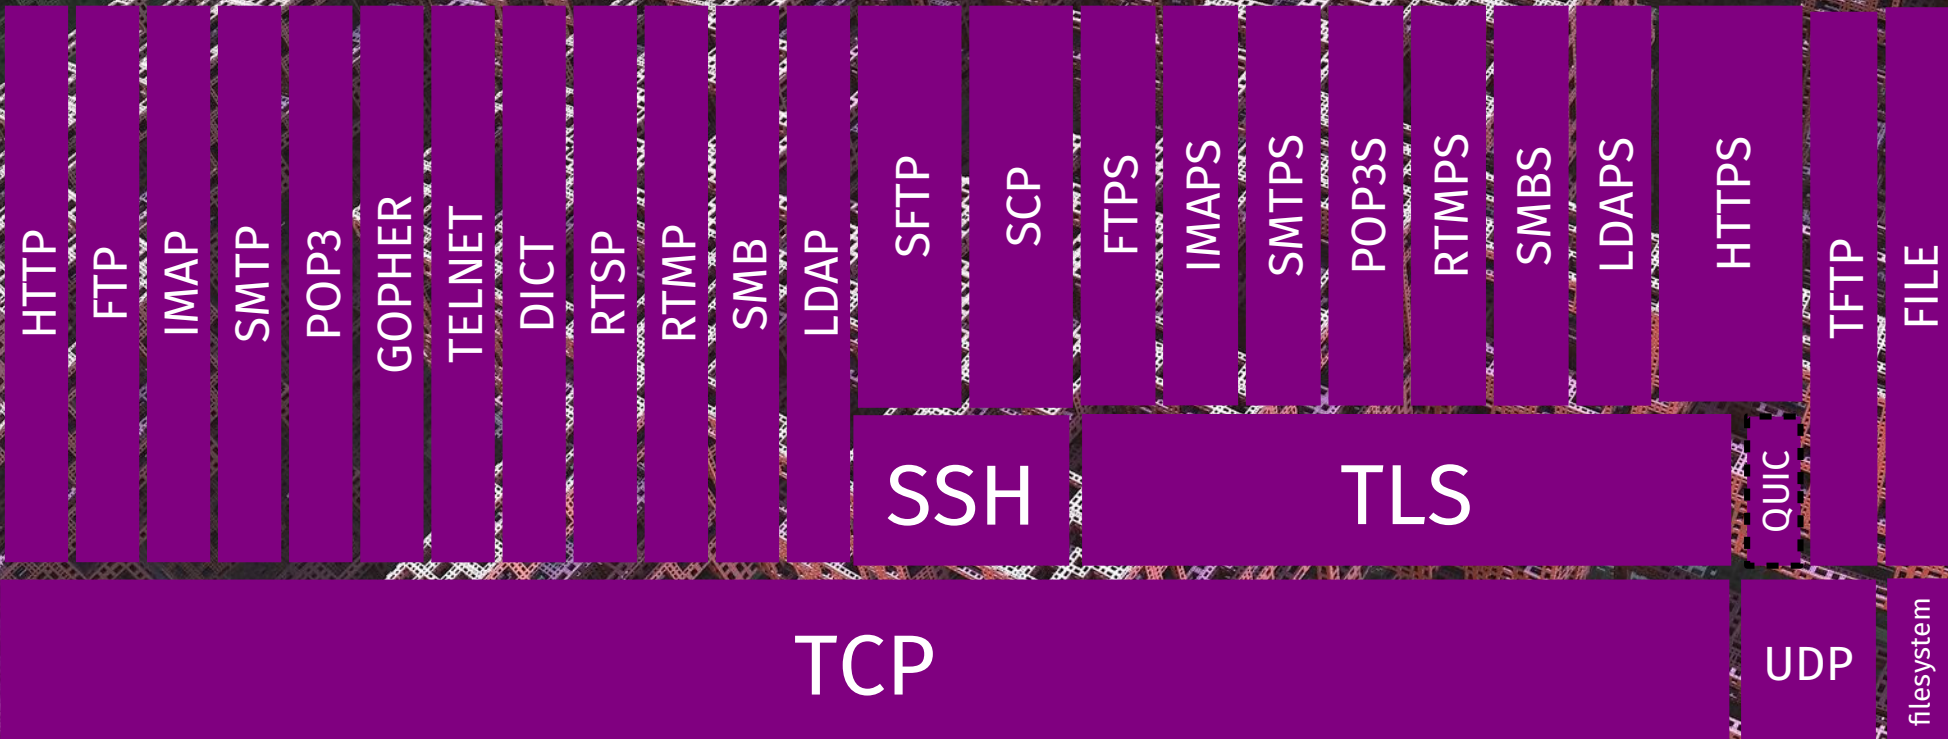 HTTP
FTP
IMAP
SMTP
POP3
GOPHER
TELNET
DICT
RTSP
RTMP
SMB
LDAP
SFTP
SCP
FTPS
IMAPS
SMTPS
POP3S
RTMPS
SMBS
LDAPS
HTTPS
TFTP
FILE
SSH
TLS
QUIC
TCP
UDP
filesystem